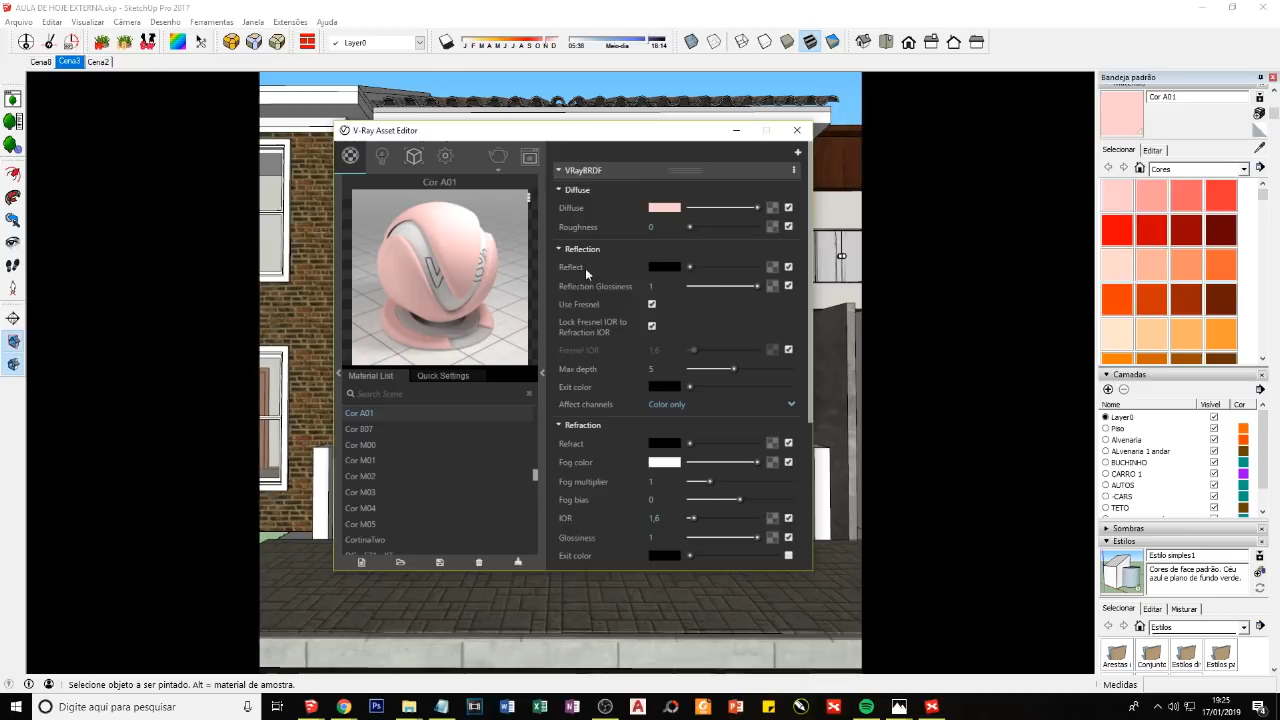 AULA DE HOJE EXTERNA.skp - SketchUp Pro 2017
Arquivo Editar Visualizar Câmera Desenho Ferramentas Janela Extensões Ajuda
Layer0 J F M A M J J A S O N D 05:38 Meio-dia 18:14
Cena8 Cena3 Cena2
Bandeja padrão
Materiais
Cor A01
Selecionar Editar
Cores
V-Ray Asset Editor
Cor A01
Material List Quick Settings
Search Scene
Cor A01
Cor B07
Cor M00
Cor M01
Cor M02
Cor M03
Cor M04
Cor M05
CortinaTwo
VRayBRDF
Diffuse
Diffuse
Roughness 0
Reflection
Reflect
Reflection Glossiness 1
Use Fresnel
Lock Fresnel IOR to
Refraction IOR
Fresnel IOR 1,6
Max depth 5
Exit color
Affect channels Color only
Refraction
Refract
Fog color
Fog multiplier 1
Fog bias 0
IOR 1,6
Glossiness 1
Exit color
Camadas
Nome Visível Cor
Layer0
Piso
Alvenaria
Alvenaria 1 andar
BUCHINHO
CARRO 1
AUTOS
-CARS
TETO
Sombras
Estilos
Estilo simples1
Cores de face padrão. Céu
azul e plano de fundo verde.
Selecionar Editar Misturar
Estilos
Arestas Conjunto Estilos di Estilos pa
Selecione objeto a ser pintado. Alt = material de amostra.
Medidas
Digite aqui para pesquisar
19:25
17/01/2019